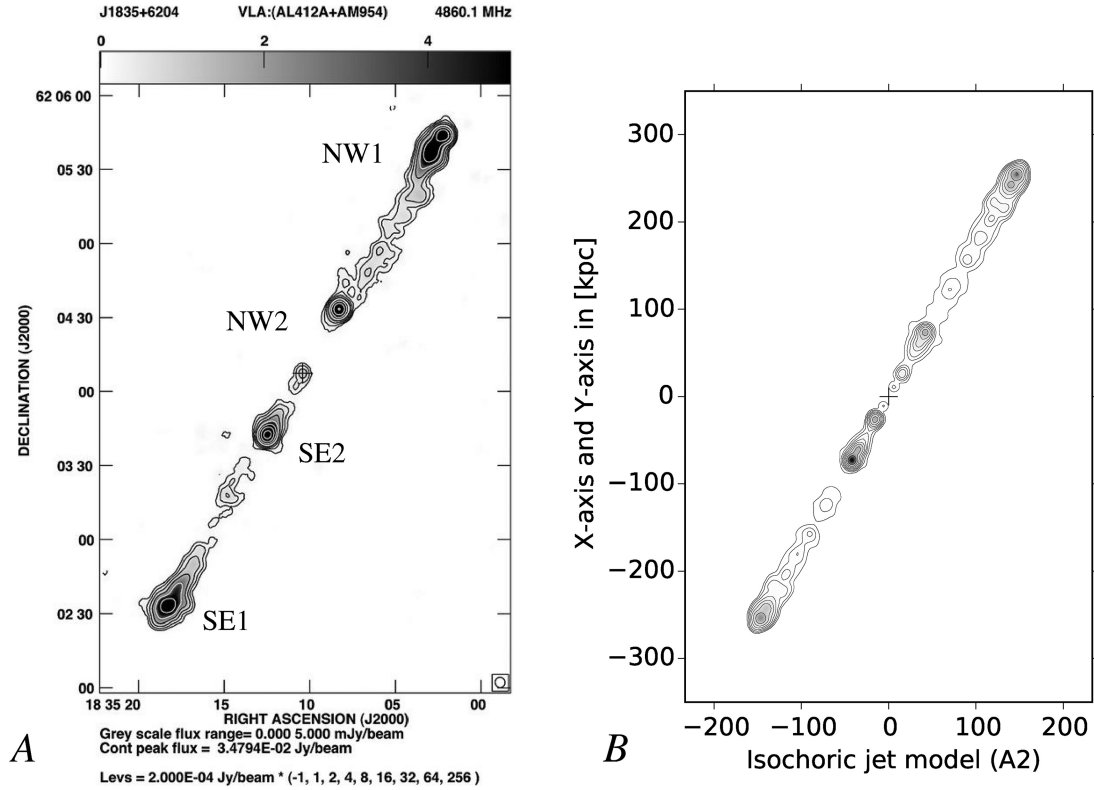 J1835+6204 VLA:(AL412A+AM954) 4860.1 MHz
0 2 4
62 06 00
05 30
00
04 30
00
03 30
00
02 30
00
DECLINATION (J2000)
NW1
NW2
SE2
SE1
18 35 20 15 10 05 00
RIGHT ASCENSION (J2000)
Grey scale flux range= 0.000 5.000 mJy/beam
Cont peak flux = 3.4794E-02 Jy/beam
Levs = 2.000E-04 Jy/beam * (-1, 1, 2, 4, 8, 16, 32, 64, 256 )
A
X-axis and Y-axis in [kpc]
300
200
100
0
−100
−200
−300
−200 −100 0 100 200
Isochoric jet model (A2)
B